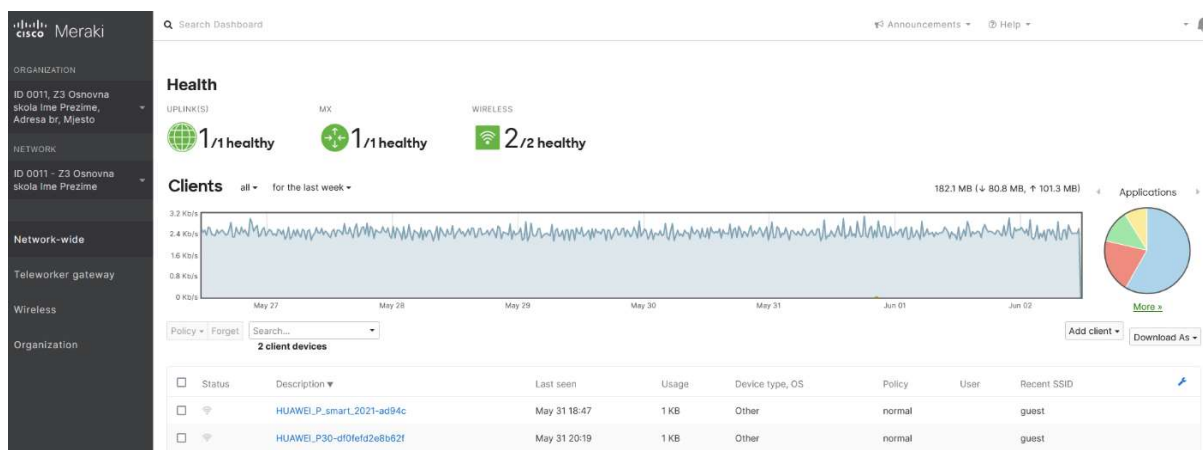 CISCO Meraki
Search Dashboard
Announcements
Help
ORGANIZATION
ID 0011, Z3 Osnovna
skola Ime Prezime,
Adresa br, Mjesto
NETWORK
ID 0011 - Z3 Osnovna
skola Ime Prezime
Network-wide
Teleworker gateway
Wireless
Organization
Health
UPLINK(S) MX WIRELESS
1/1 healthy 1/1 healthy 2/2 healthy
Clients all for the last week 182.1 MB (↓ 80.8 MB, ↑ 101.3 MB) Applications
3.2 Kb/s
2.4 Kb/s
1.6 Kb/s
0.8 Kb/s
0 Kb/s
May 27 May 28 May 29 May 30 May 31 Jun 01 Jun 02
More »
Policy Forget Search... Add client Download As
2 client devices
Status Description ▼ Last seen Usage Device type, OS Policy User Recent SSID
HUAWEI_P_smart_2021-ad94c May 31 18:47 1 KB Other normal guest
HUAWEI_P30-df0fefd2e8b62f May 31 20:19 1 KB Other normal guest